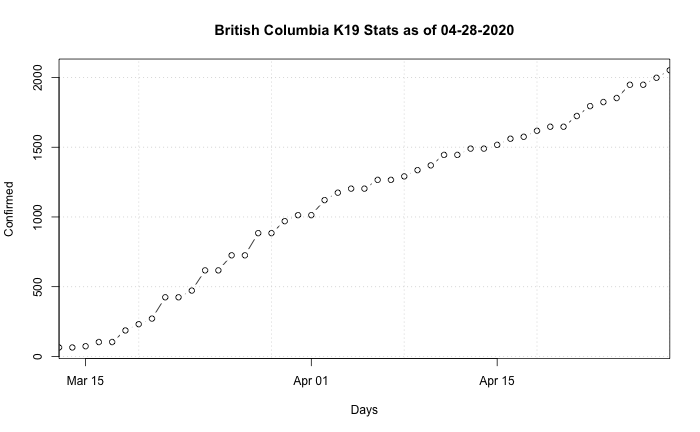 British Columbia K19 Stats as of 04-28-2020
2000
1500
1000
500
0
Confirmed
Mar 15 Apr 01 Apr 15
Days